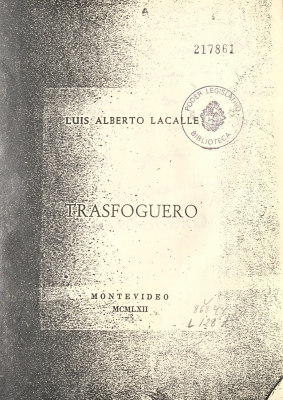 217861
PODER LEGISLATIVO
BIBLIOTECA
LUIS ALBERTO LACALLE
TRASFOGUERO
MONTEVIDEO
MCMLXII